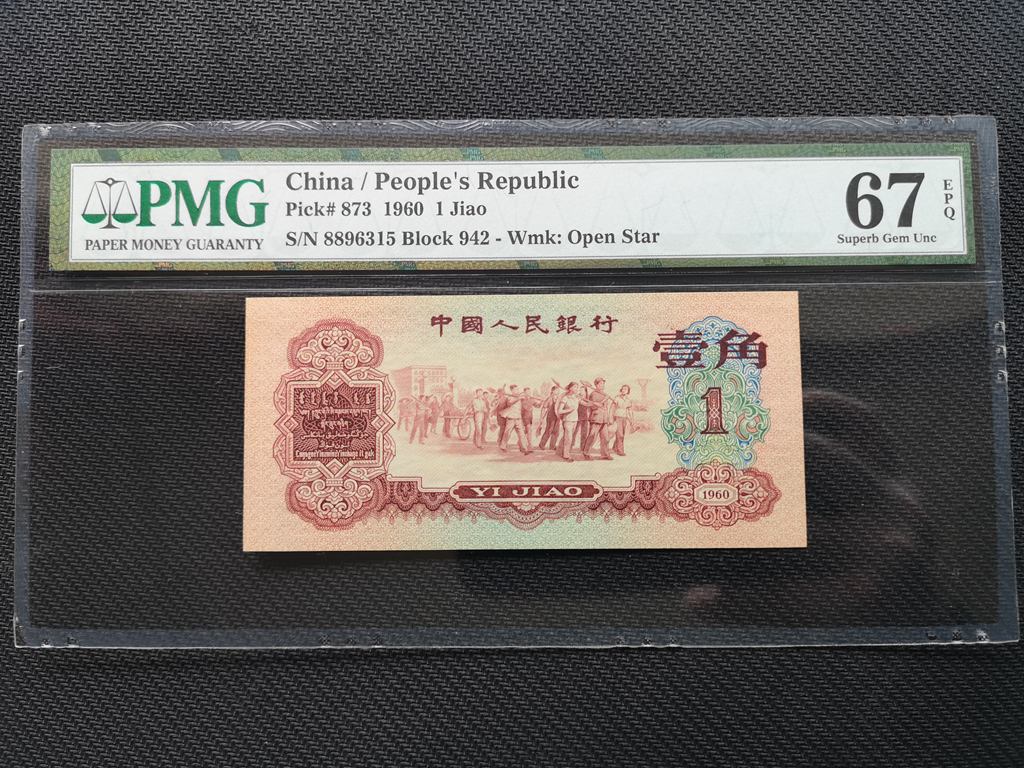 PMG
PAPER MONEY GUARANTY
China / People's Republic
Pick# 873 1960 1 Jiao
S/N 8896315 Block 942 - Wmk: Open Star
67
EPQ
Superb Gem Unc
中國人民銀行
壹角
1
YI JIAO
1960